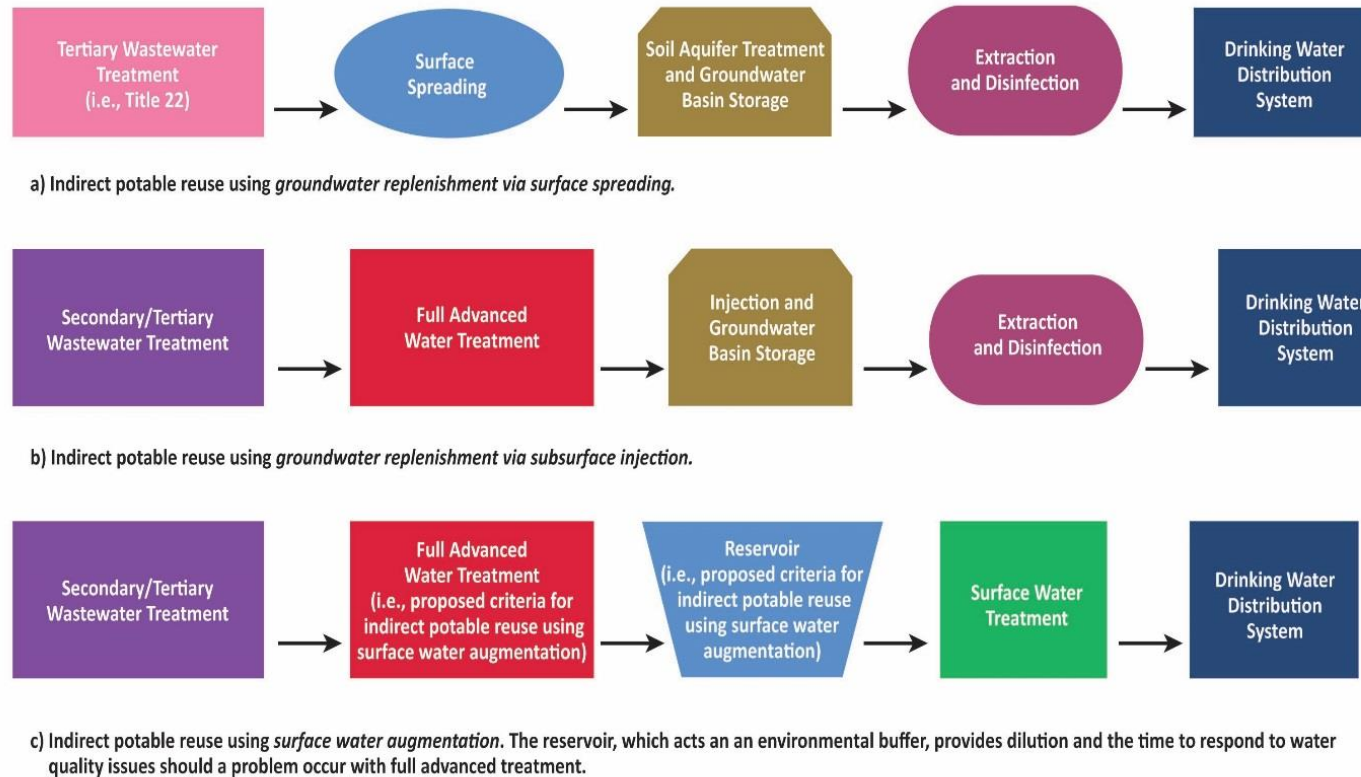 Tertiary Wastewater
Treatment
(i.e., Title 22)
Surface
Spreading
Soil Aquifer Treatment
and Groundwater
Basin Storage
Extraction
and Disinfection
Drinking Water
Distribution
System
a) Indirect potable reuse using groundwater replenishment via surface spreading.
Secondary/Tertiary
Wastewater Treatment
Full Advanced
Water Treatment
Injection and
Groundwater
Basin Storage
Extraction
and Disinfection
Drinking Water
Distribution
System
b) Indirect potable reuse using groundwater replenishment via subsurface injection.
Secondary/Tertiary
Wastewater Treatment
Full Advanced
Water Treatment
(i.e., proposed criteria for
indirect potable reuse using
surface water augmentation)
Reservoir
(i.e., proposed criteria for
indirect potable reuse
using surface water
augmentation)
Surface Water
Treatment
Drinking Water
Distribution
System
c) Indirect potable reuse using surface water augmentation. The reservoir, which acts an an environmental buffer, provides dilution and the time to respond to water
quality issues should a problem occur with full advanced treatment.